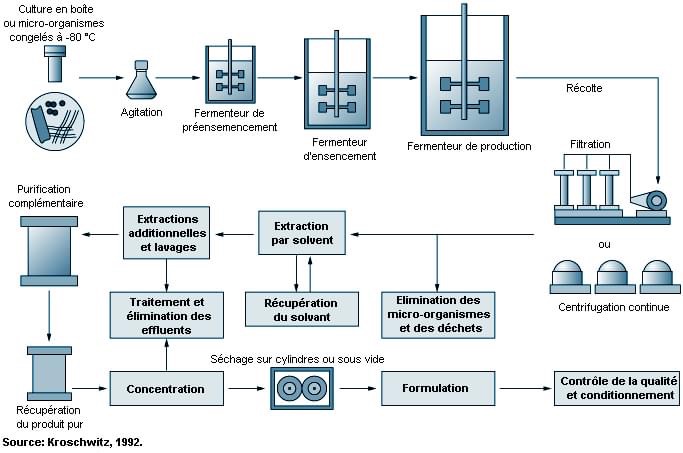 Culture en boîte
ou micro-organismes
congelés à -80 °C
Agitation
Fermenteur de
préensemencement
Fermenteur
d'ensencement
Fermenteur de production
Récolte
Filtration
ou
Centrifugation continue
Elimination des
micro-organismes
et des déchets
Extraction
par solvent
Récupération
du solvant
Extractions
additionnelles
et lavages
Traitement et
élimination des
effluents
Purification
complémentaire
Récupération
du produit pur
Concentration
Séchage sur cylindres ou sous vide
Formulation
Contrôle de la qualité
et conditionnement
Source: Kroschwitz, 1992.